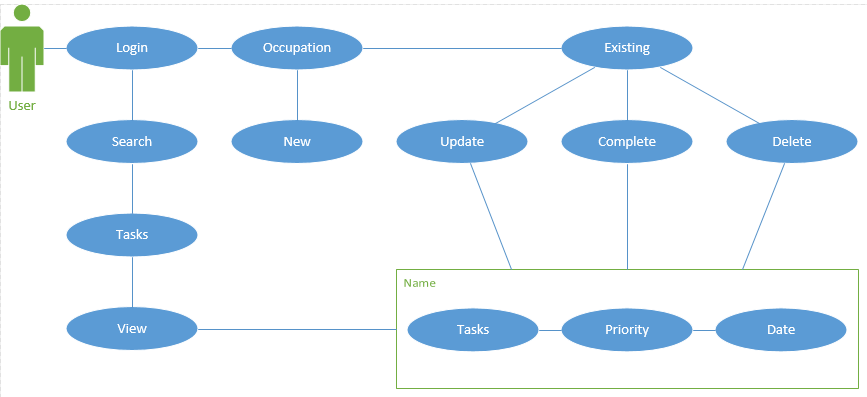 Login
Occupation
Existing
User
Search
New
Update
Complete
Delete
Tasks
View
Name
Tasks
Priority
Date